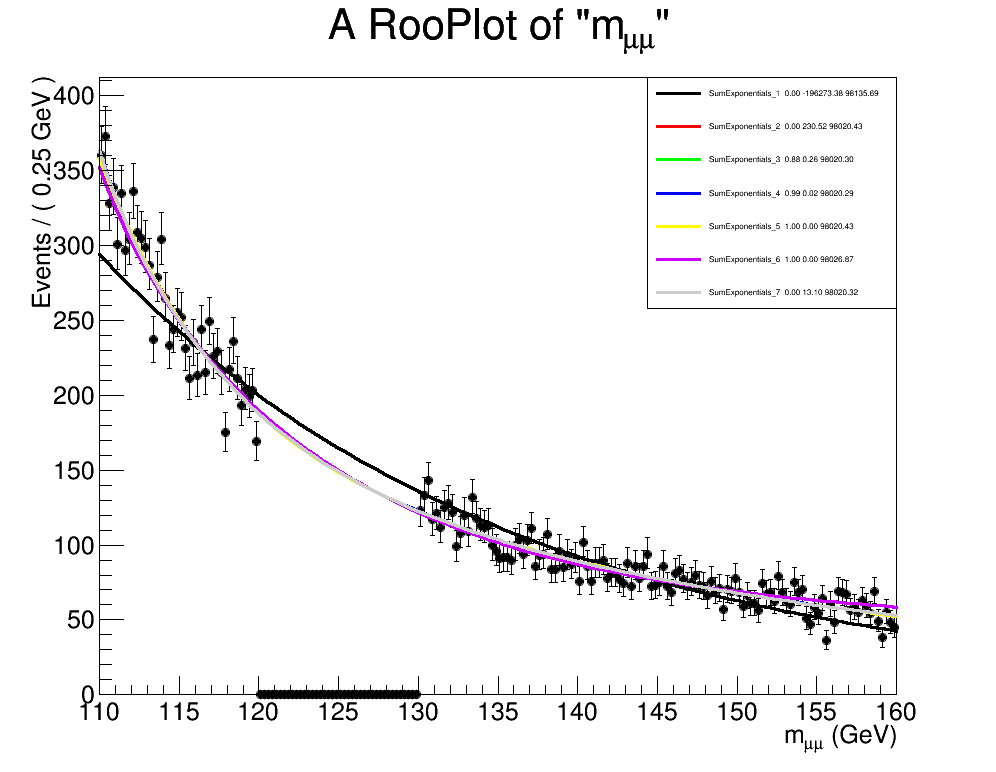 A RooPlot of "mμμ"
Events / ( 0.25 GeV )
400
350
300
250
200
150
100
50
0
110 115 120 125 130 135 140 145 150 155 160
mμμ (GeV)
SumExponentials_1 0.00 -196273.38 98135.69
SumExponentials_2 0.00 230.52 98020.43
SumExponentials_3 0.88 0.26 98020.30
SumExponentials_4 0.99 0.02 98020.29
SumExponentials_5 1.00 0.00 98020.43
SumExponentials_6 1.00 0.00 98026.87
SumExponentials_7 0.00 13.10 98020.32